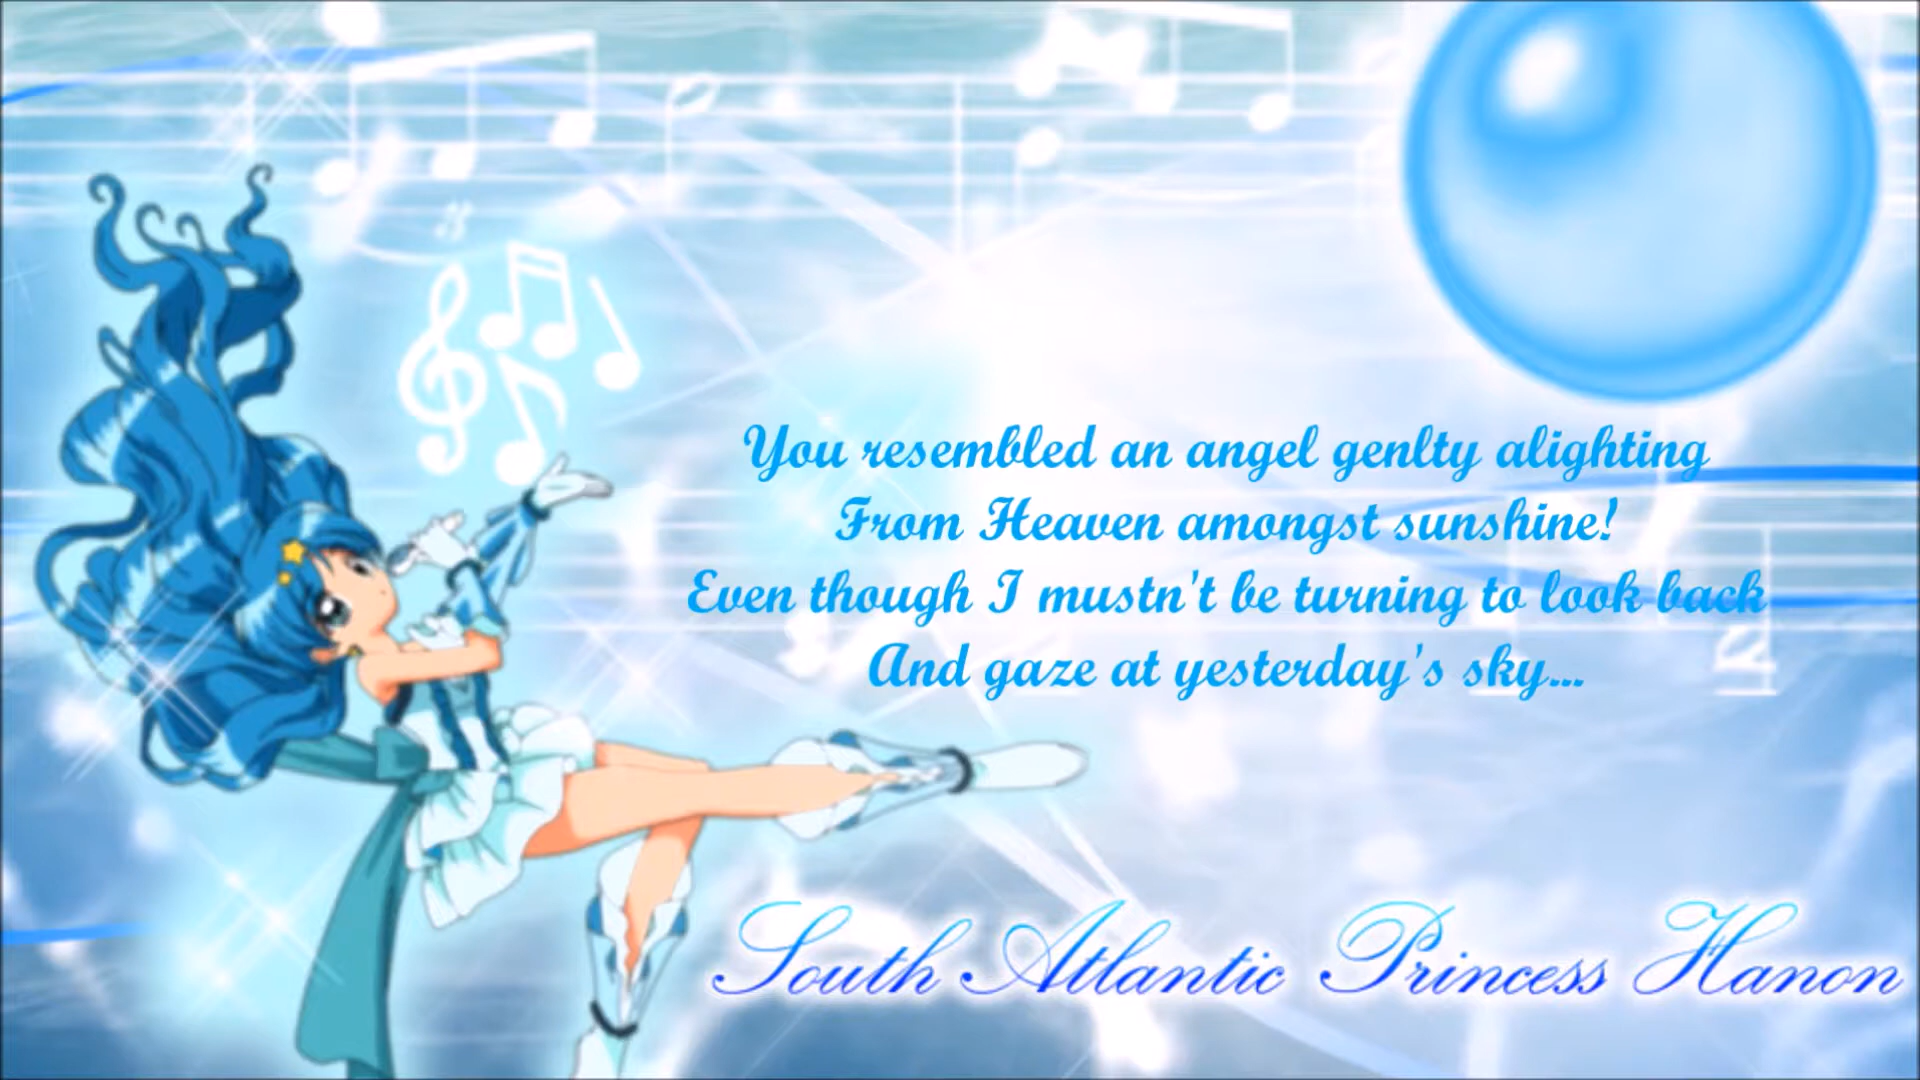 You resembled an angel genlty alighting
From Heaven amongst sunshine!
Even though I mustn't be turning to look back
And gaze at yesterday's sky...
South Atlantic Princess Hanon